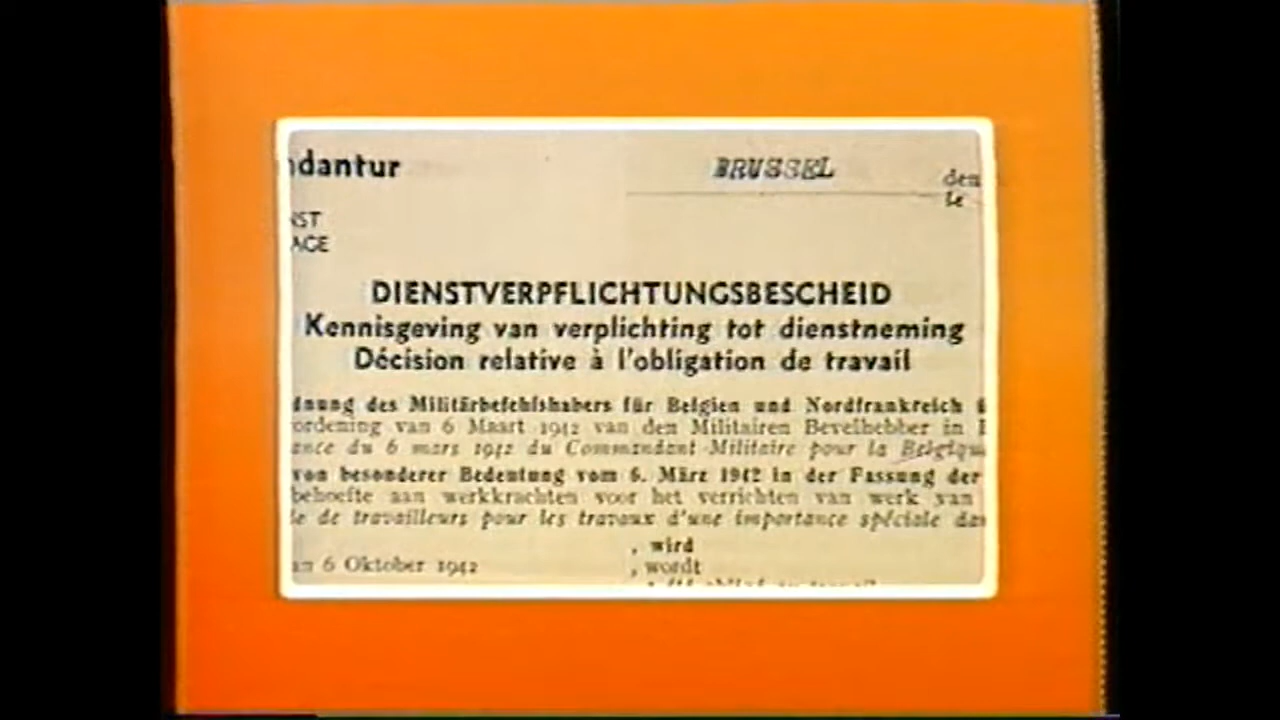 ndantur
BRUSSEL
den
le
NST
AGE
DIENSTVERPFLICHTUNGSBESCHEID
Kennisgeving van verplichting tot dienstneming
Décision relative à l'obligation de travail
dnung des Militärbefehlshabers für Belgien und Nordfrankreich
ordening van 6 Maart 1942 van den Militairen Bevelhebber in
ance du 6 mars 1942 du Commandant Militaire pour la Belgiqu
von besonderer Bedeutung vom 6. März 1942 in der Fassung der
behoefte aan werkkrachten voor het verrichten van werk van
le de travailleurs pour les travaux d'une importance spéciale da
, wird
an 6 Oktober 1942 , wordt